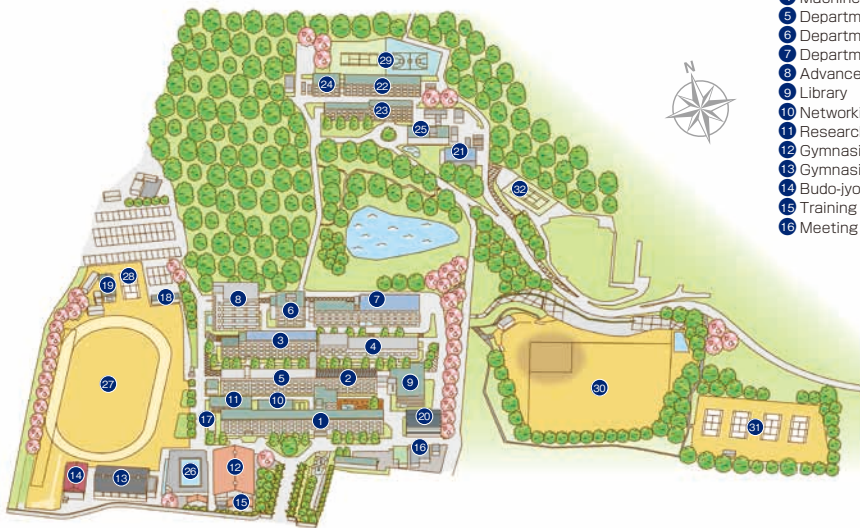 4 Machine
5 Departm
6 Departm
7 Departm
8 Advance
9 Library
10 Network
11 Researc
12 Gymnasi
13 Gymnasi
14 Budo-jyo
15 Training
16 Meeting
N
29
24
22
23
25
21
32
28
19
18
8
6
7
3
4
27
5
2
9
30
11
10
17
1
20
31
16
12
14
13
26
15